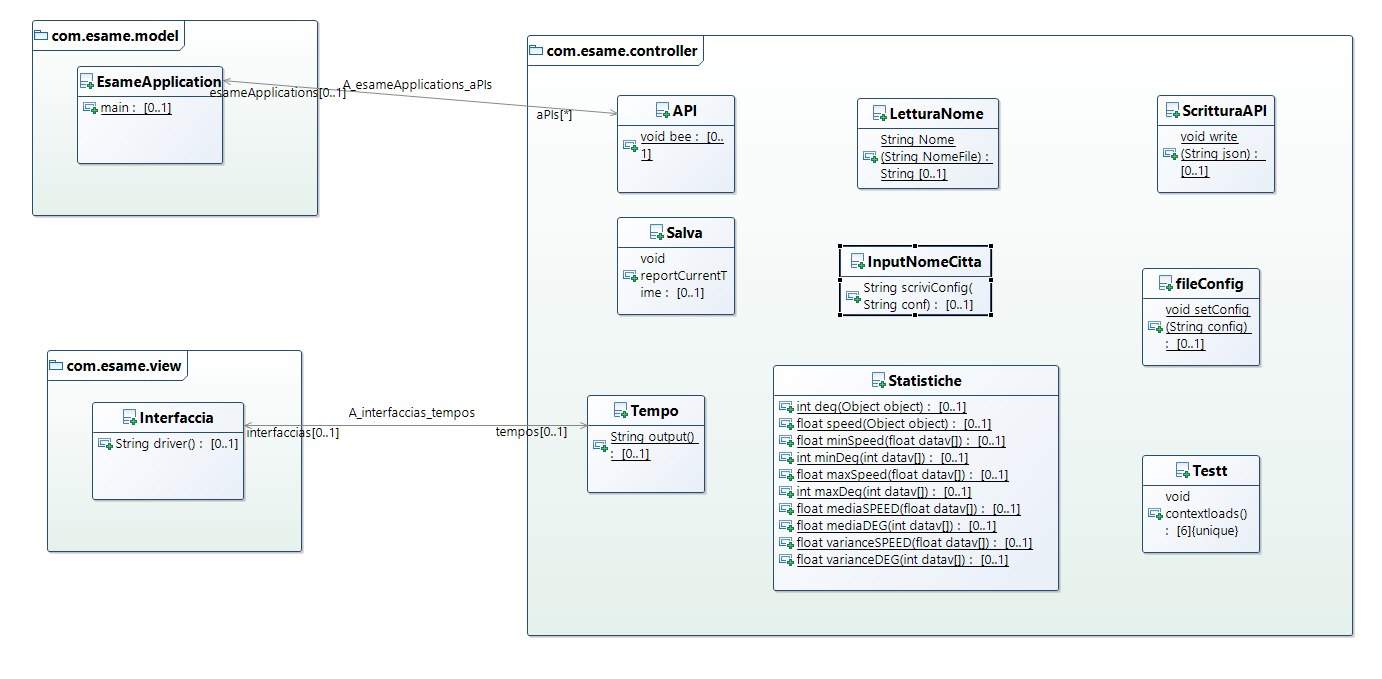 com.esame.model
EsameApplication
main : [0..1]
esameApplications[0..1]
A_esameApplications_aPIs
aPIs[*]
com.esame.controller
API
void bee : [0..
1]
LetturaNome
String Nome
(String NomeFile) :
String [0..1]
ScritturaAPI
void write
(String json) :
[0..1]
Salva
void
reportCurrentT
ime : [0..1]
InputNomeCitta
String scriviConfig(
String conf) : [0..1]
fileConfig
void setConfig
(String config)
: [0..1]
com.esame.view
Interfaccia
String driver() : [0..1]
interfaccias[0..1]
A_interfaccias_tempos
tempos[0..1]
Tempo
String output()
: [0..1]
Statistiche
int deg(Object object) : [0..1]
float speed(Object object) : [0..1]
float minSpeed(float datav[]) : [0..1]
int minDeg(int datav[]) : [0..1]
float maxSpeed(float datav[]) : [0..1]
int maxDeg(int datav[]) : [0..1]
float mediaSPEED(float datav[]) : [0..1]
float mediaDEG(int datav[]) : [0..1]
float varianceSPEED(float datav[]) : [0..1]
float varianceDEG(int datav[]) : [0..1]
Testt
void
contextloads()
: [6]{unique}